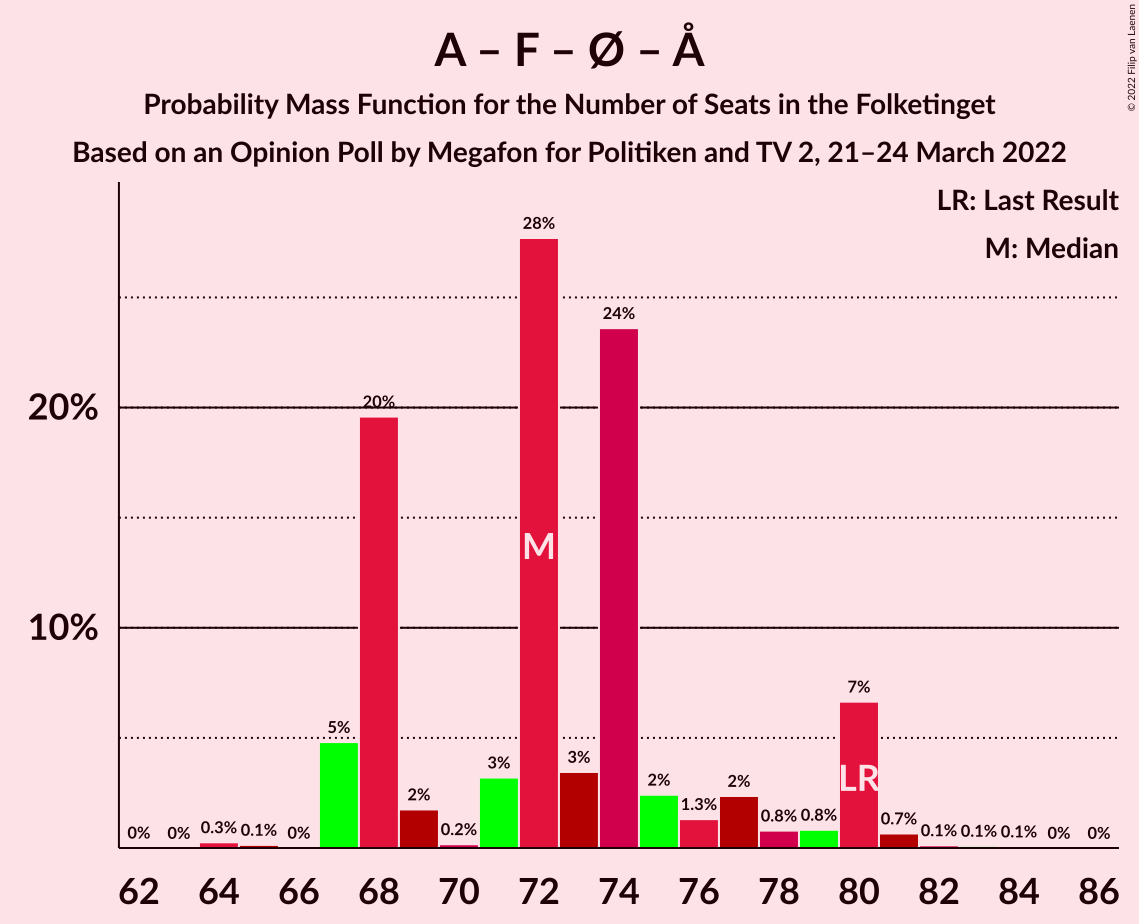 A – F – Ø – Å
Probability Mass Function for the Number of Seats in the Folketinget
Based on an Opinion Poll by Megafon for Politiken and TV 2, 21–24 March 2022
© 2022 Filip van Laenen
LR: Last Result
M: Median
20%
10%
0% 0% 0.3% 0.1% 0% 5% 20% 2% 0.2% 3% 28% 3% 24% 2% 1.3% 2% 0.8% 0.8% 7% 0.7% 0.1% 0.1% 0.1% 0% 0%
M
LR
62 64 66 68 70 72 74 76 78 80 82 84 86